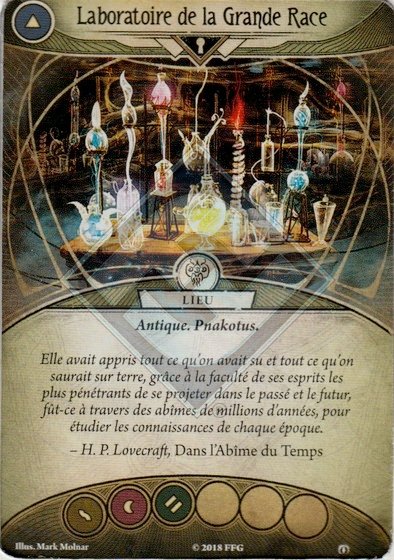 Laboratoire de la Grande Race
LIEU
Antique. Pnakotus.
Elle avait appris tout ce qu'on avait su et tout ce qu'on
saurait sur terre, grâce à la faculté de ses esprits les
plus pénétrants de se projeter dans le passé et le futur,
fût-ce à travers des abîmes de millions d'années, pour
étudier les connaissances de chaque époque.
– H. P. Lovecraft, Dans l'Abîme du Temps
Illus. Mark Molnar
© 2018 FFG